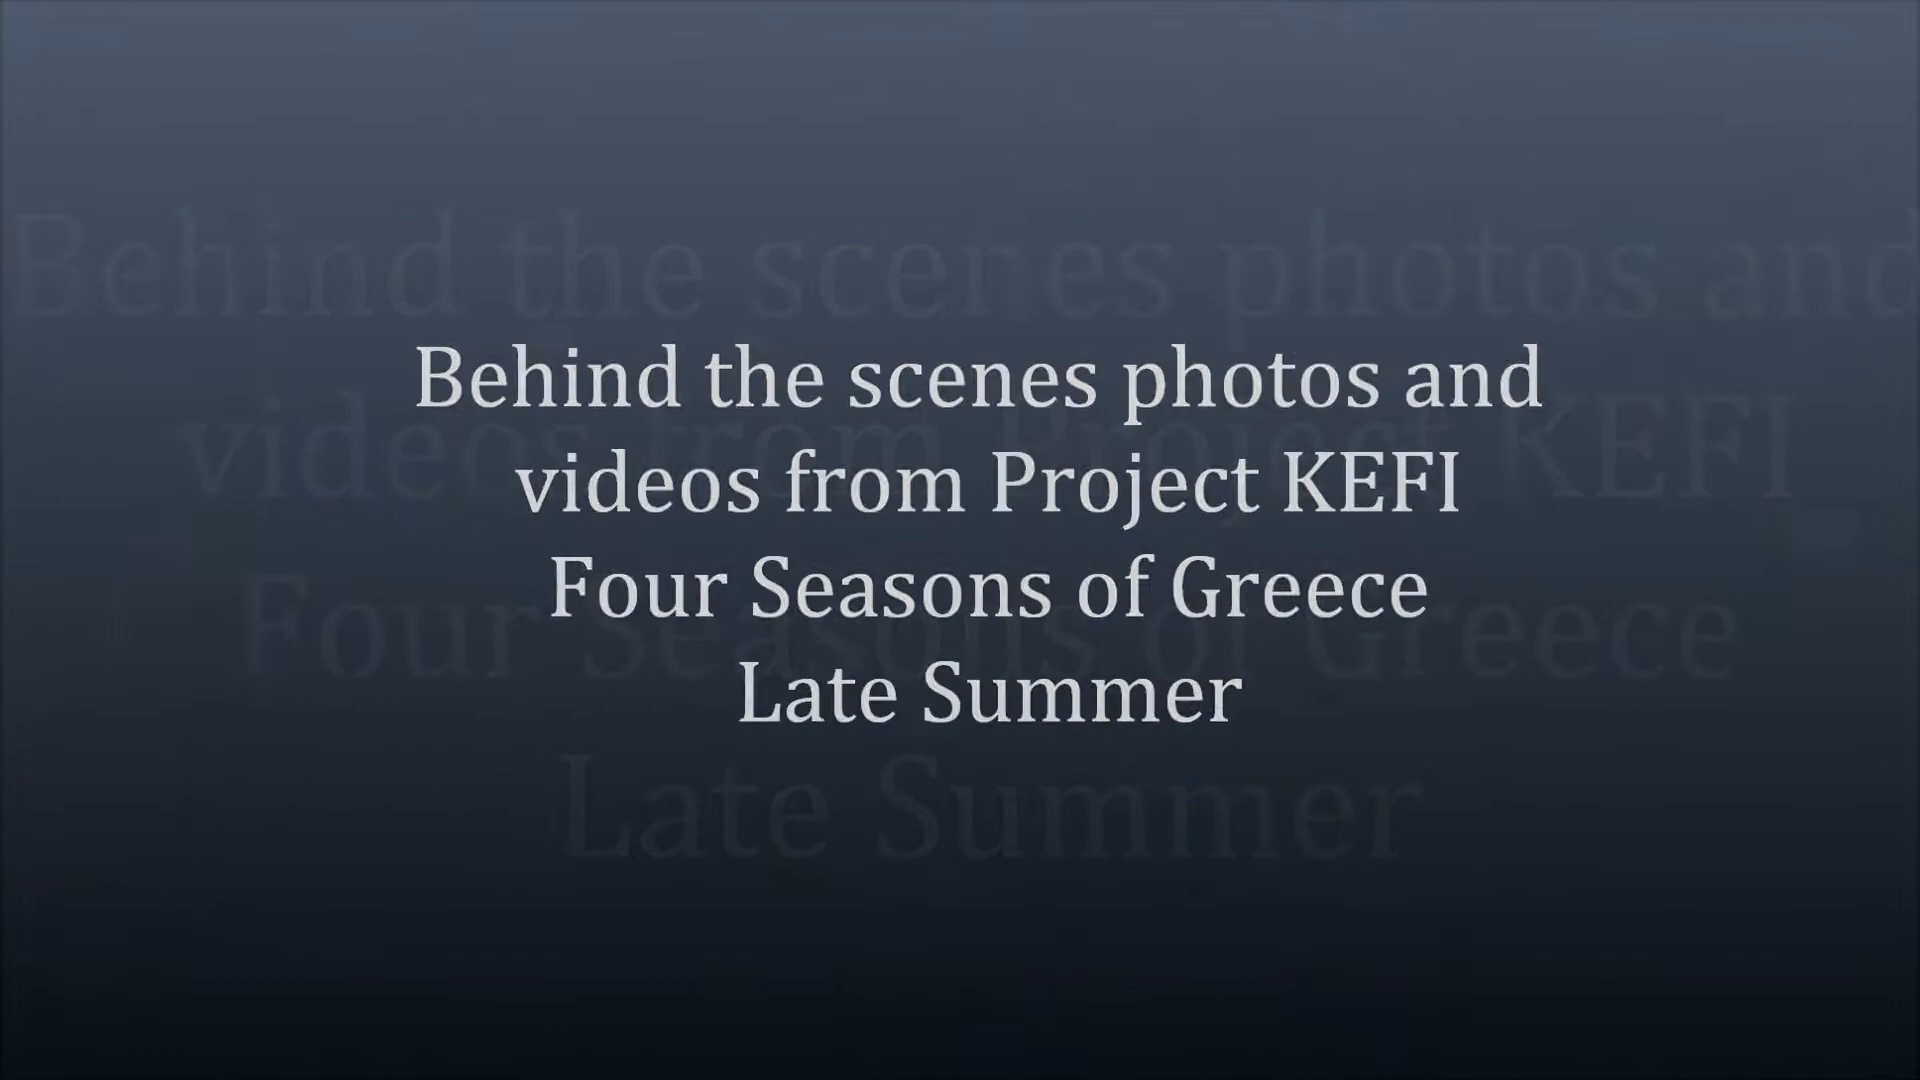 Behind the scenes photos and
videos from Project KEFI
Four Seasons of Greece
Late Summer